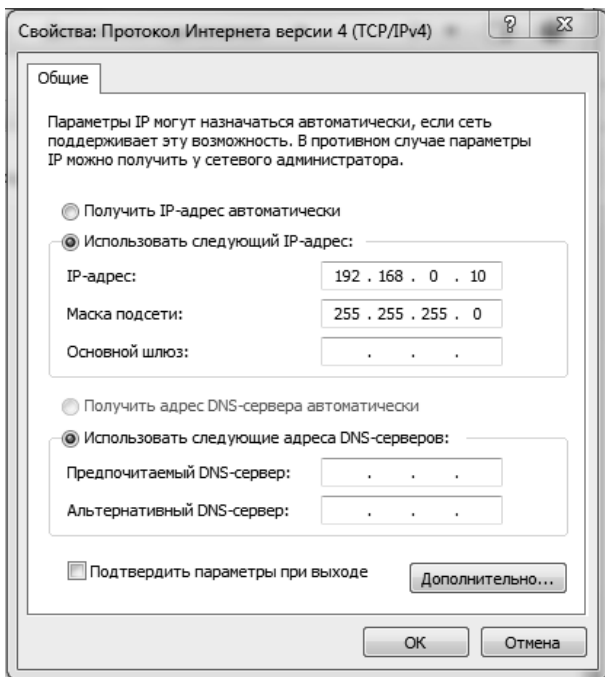 Свойства: Протокол Интернета версии 4 (TCP/IPv4)
Общие
Параметры IP могут назначаться автоматически, если сеть
поддерживает эту возможность. В противном случае параметры
IP можно получить у сетевого администратора.
Получить IP-адрес автоматически
Использовать следующий IP-адрес:
IP-адрес: 192 . 168 . 0 . 10
Маска подсети: 255 . 255 . 255 . 0
Основной шлюз: . . .
Получить адрес DNS-сервера автоматически
Использовать следующие адреса DNS-серверов:
Предпочитаемый DNS-сервер: . . .
Альтернативный DNS-сервер: . . .
Подтвердить параметры при выходе
Дополнительно...
ОК Отмена